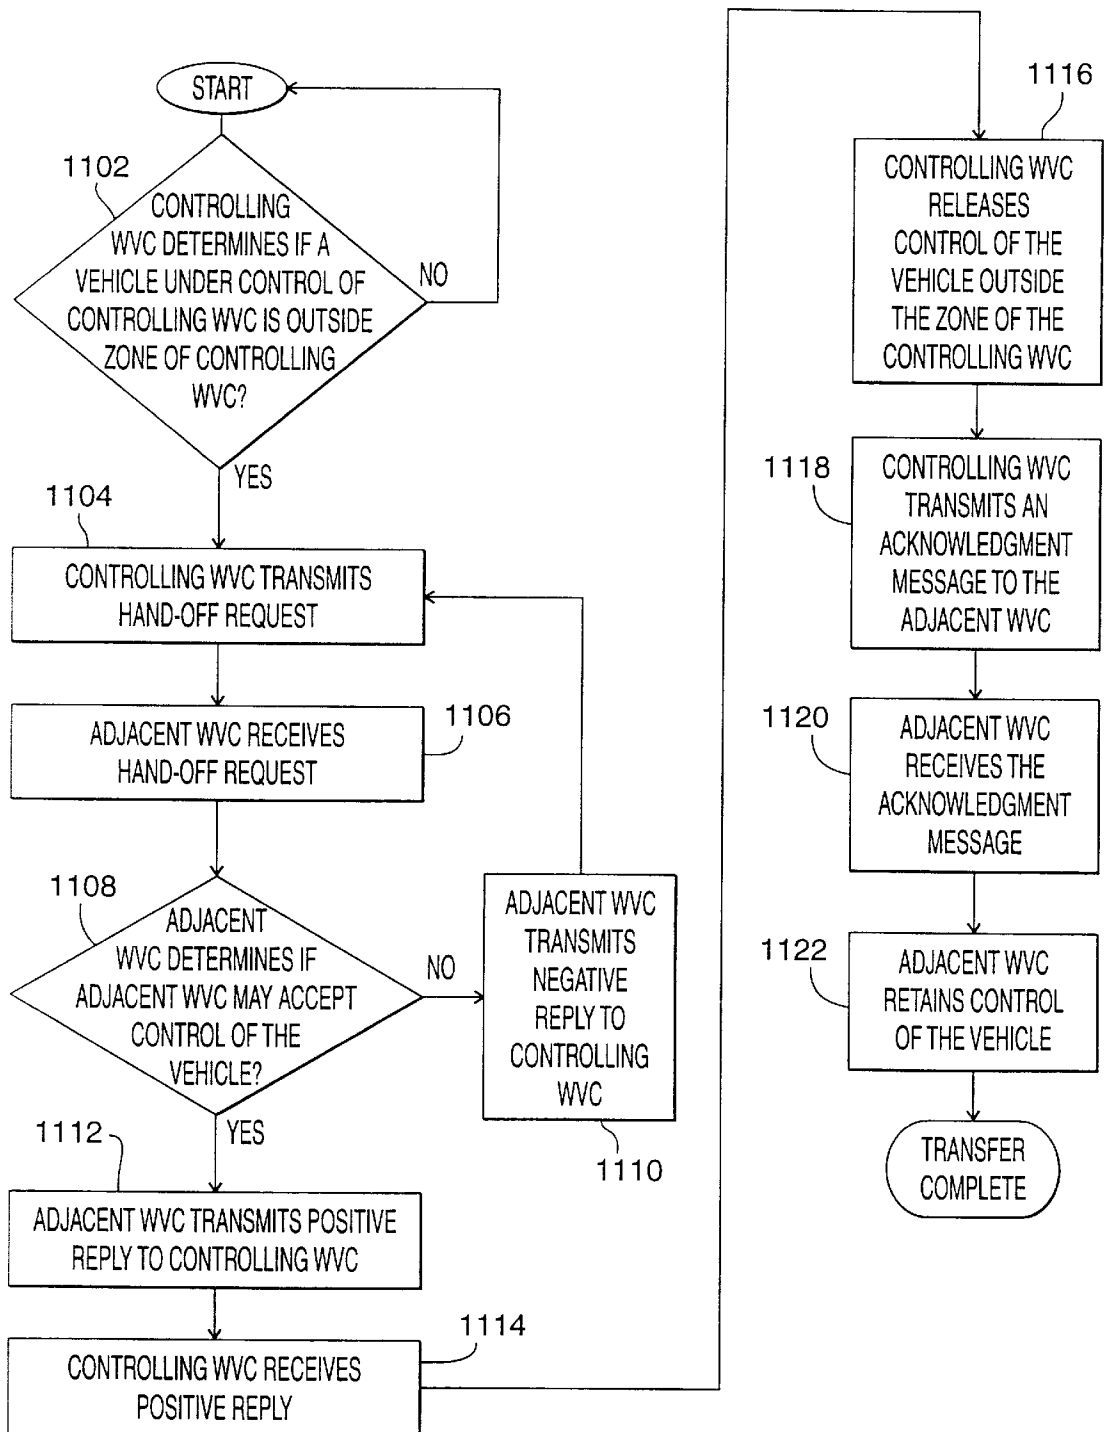 START
1102
CONTROLLING
WVC DETERMINES IF A
VEHICLE UNDER CONTROL OF
CONTROLLING WVC IS OUTSIDE
ZONE OF CONTROLLING
WVC?
NO
YES
1104
CONTROLLING WVC TRANSMITS
HAND-OFF REQUEST
1106
ADJACENT WVC RECEIVES
HAND-OFF REQUEST
1108
ADJACENT
WVC DETERMINES IF
ADJACENT WVC MAY ACCEPT
CONTROL OF THE
VEHICLE?
NO
ADJACENT WVC
TRANSMITS
NEGATIVE
REPLY TO
CONTROLLING
WVC
1110
YES
1112
ADJACENT WVC TRANSMITS POSITIVE
REPLY TO CONTROLLING WVC
1114
CONTROLLING WVC RECEIVES
POSITIVE REPLY
1116
CONTROLLING WVC
RELEASES
CONTROL OF THE
VEHICLE OUTSIDE
THE ZONE OF THE
CONTROLLING WVC
1118
CONTROLLING WVC
TRANSMITS AN
ACKNOWLEDGMENT
MESSAGE TO THE
ADJACENT WVC
1120
ADJACENT WVC
RECEIVES THE
ACKNOWLEDGMENT
MESSAGE
1122
ADJACENT WVC
RETAINS CONTROL
OF THE VEHICLE
TRANSFER
COMPLETE